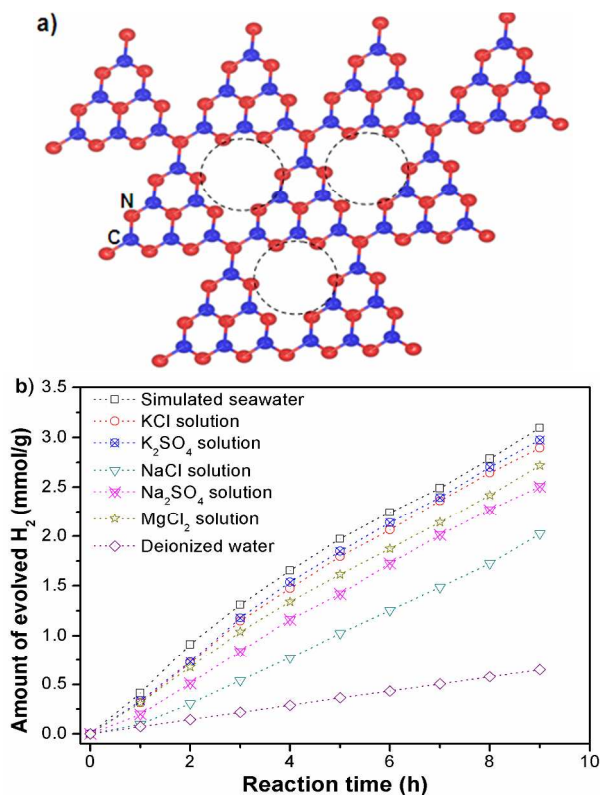 a)
N
C
b)
3.5
3.0
2.5
2.0
1.5
1.0
0.5
0.0
Amount of evolved H₂ (mmol/g)
Simulated seawater
KCl solution
K₂SO₄ solution
NaCl solution
Na₂SO₄ solution
MgCl₂ solution
Deionized water
0 2 4 6 8 10
Reaction time (h)